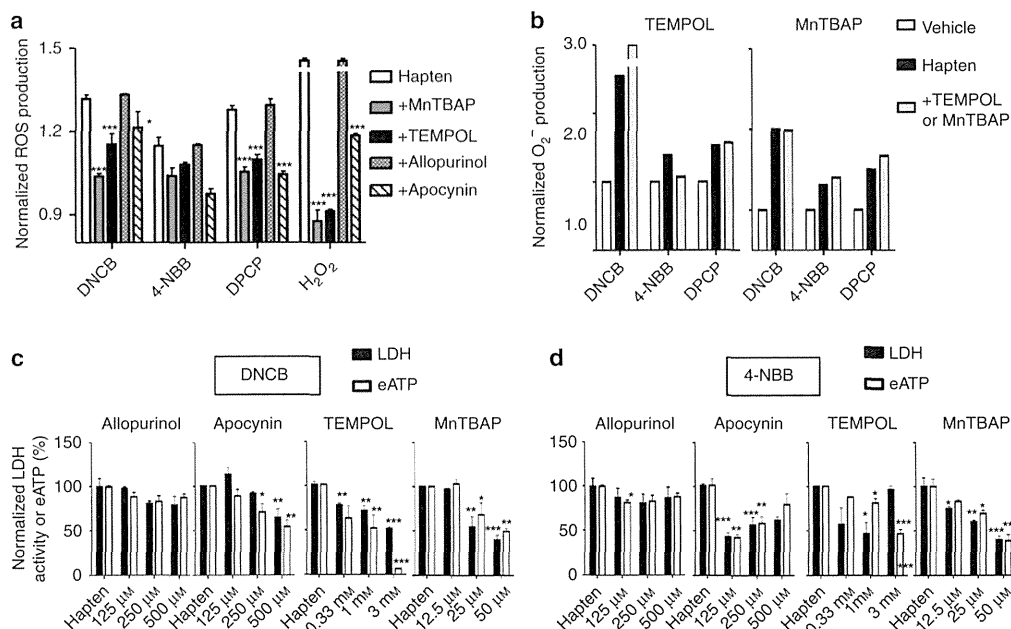 a
Normalized ROS production
1.5
1.2
0.9
*** *** *
*** *** ***
*** *** ***
DNCB 4-NBB DPCP H2O2
Hapten
+MnTBAP
+TEMPOL
+Allopurinol
+Apocynin
b
TEMPOL MnTBAP
Normalized O2− production
3.0
2.0
1.0
DNCB 4-NBB DPCP DNCB 4-NBB DPCP
Vehicle
Hapten
+TEMPOL
or MnTBAP
c
DNCB
LDH
eATP
Allopurinol Apocynin TEMPOL MnTBAP
Normalized LDH
activity or eATP (%)
150
100
50
0
* ** ** ** ** ** *** *** ** * *** **
Hapten 125 μM 250 μM 500 μM Hapten 125 μM 250 μM 500 μM Hapten 0.33 mM 1 mM 3 mM Hapten 12.5 μM 25 μM 50 μM
d
4-NBB
LDH
eATP
Allopurinol Apocynin TEMPOL MnTBAP
150
100
50
0
* *** ** *** ** * * *** *** * ** * *** **
Hapten 125 μM 250 μM 500 μM Hapten 125 μM 250 μM 500 μM Hapten 0.33 mM 1 mM 3 mM Hapten 12.5 μM 25 μM 50 μM